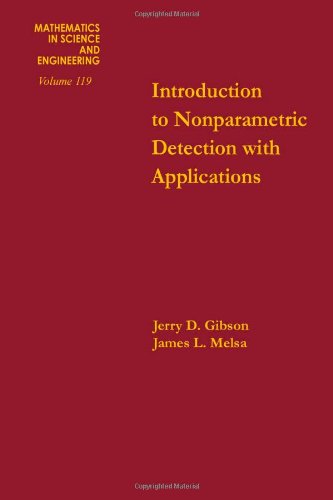 MATHEMATICS
IN SCIENCE
AND
ENGINEERING
Volume 119
Introduction
to Nonparametric
Detection with
Applications
Jerry D. Gibson
James L. Melsa